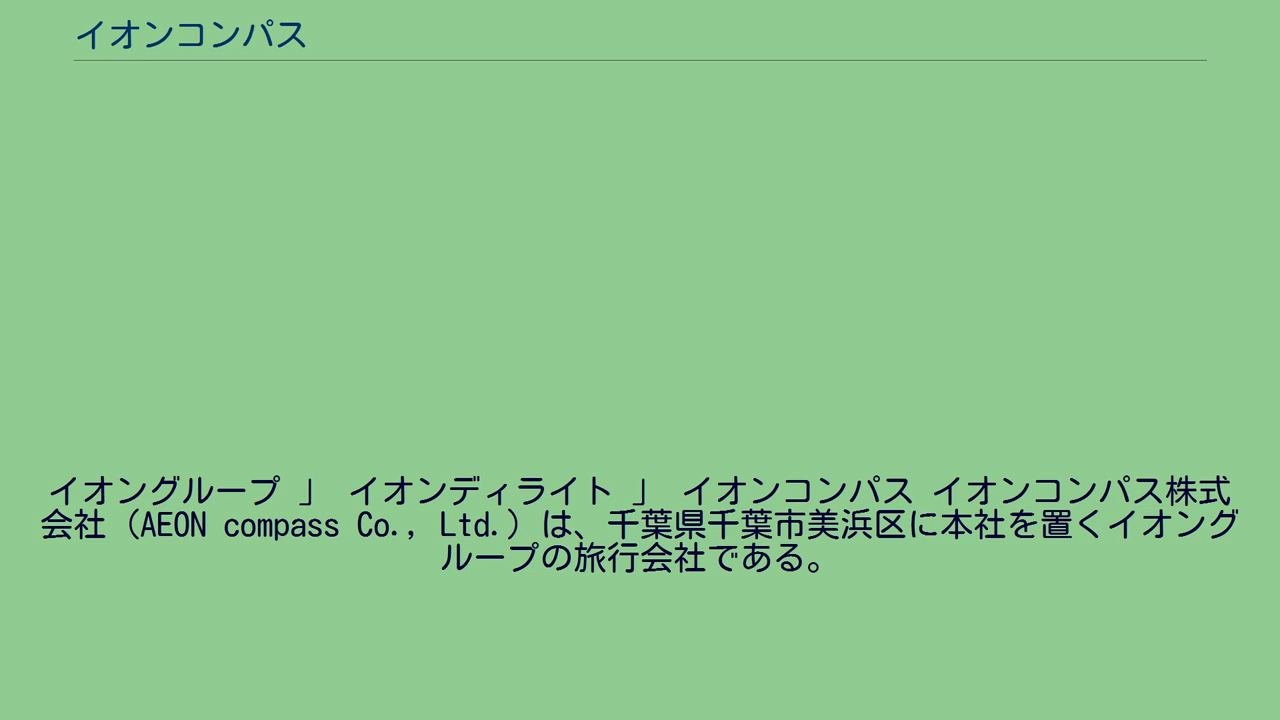 イオンコンパス
イオングループ 」 イオンディライト 」 イオンコンパス イオンコンパス株式
会社（AEON compass Co., Ltd.）は、千葉県千葉市美浜区に本社を置くイオング
ループの旅行会社である。